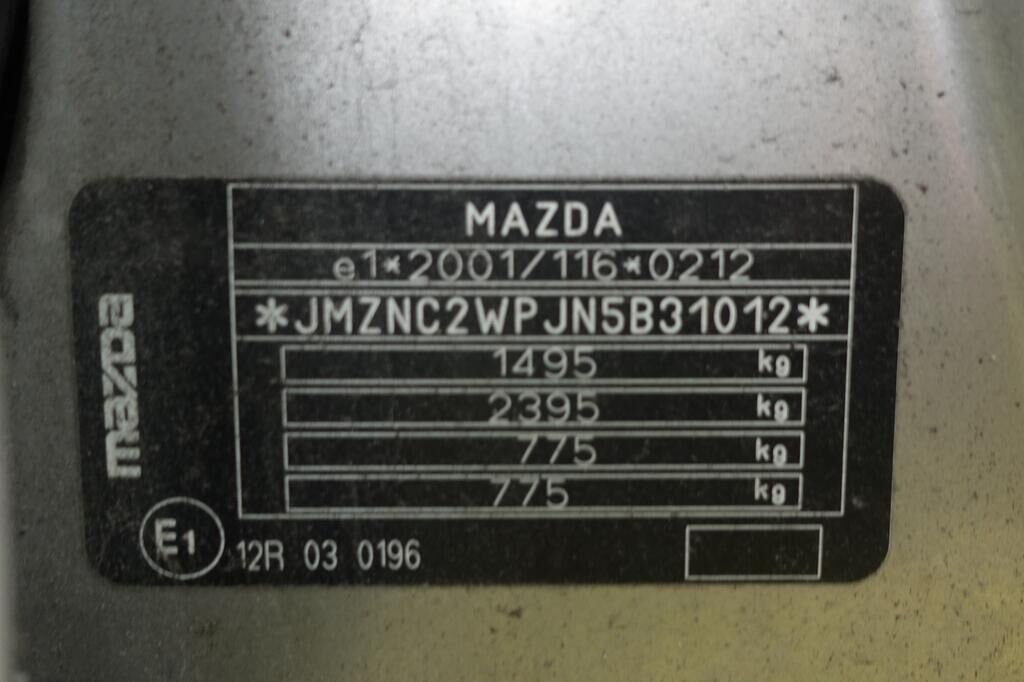 MAZDA
e1*2001/116*0212
*JMZNC2WPJN5B31012*
1495 kg
2395 kg
775 kg
775 kg
mazda
E1 12R 03 0196